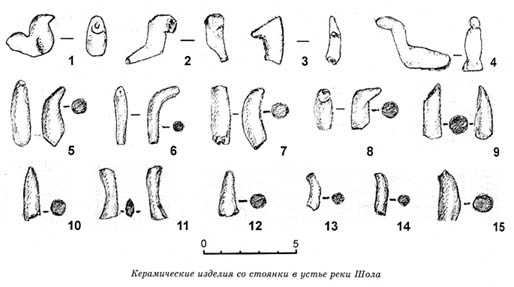 1 2 3 4
5 6 7 8 9
10 11 12 13 14 15
0 5
Керамические изделия со стоянки в устье реки Шола